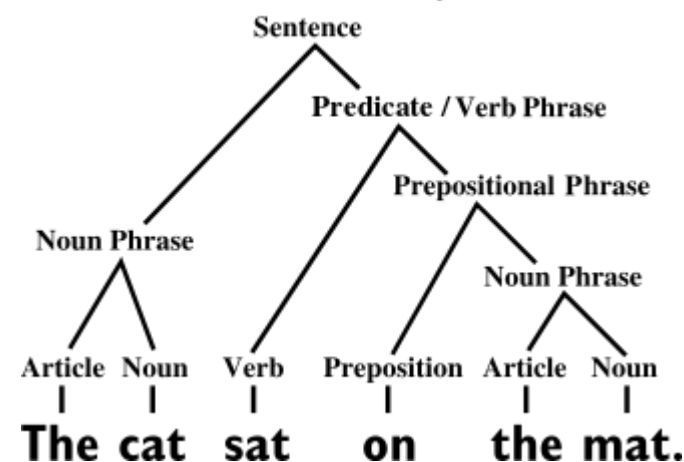 Sentence
Predicate / Verb Phrase
Prepositional Phrase
Noun Phrase
Noun Phrase
Article Noun Verb Preposition Article Noun
The cat sat on the mat.